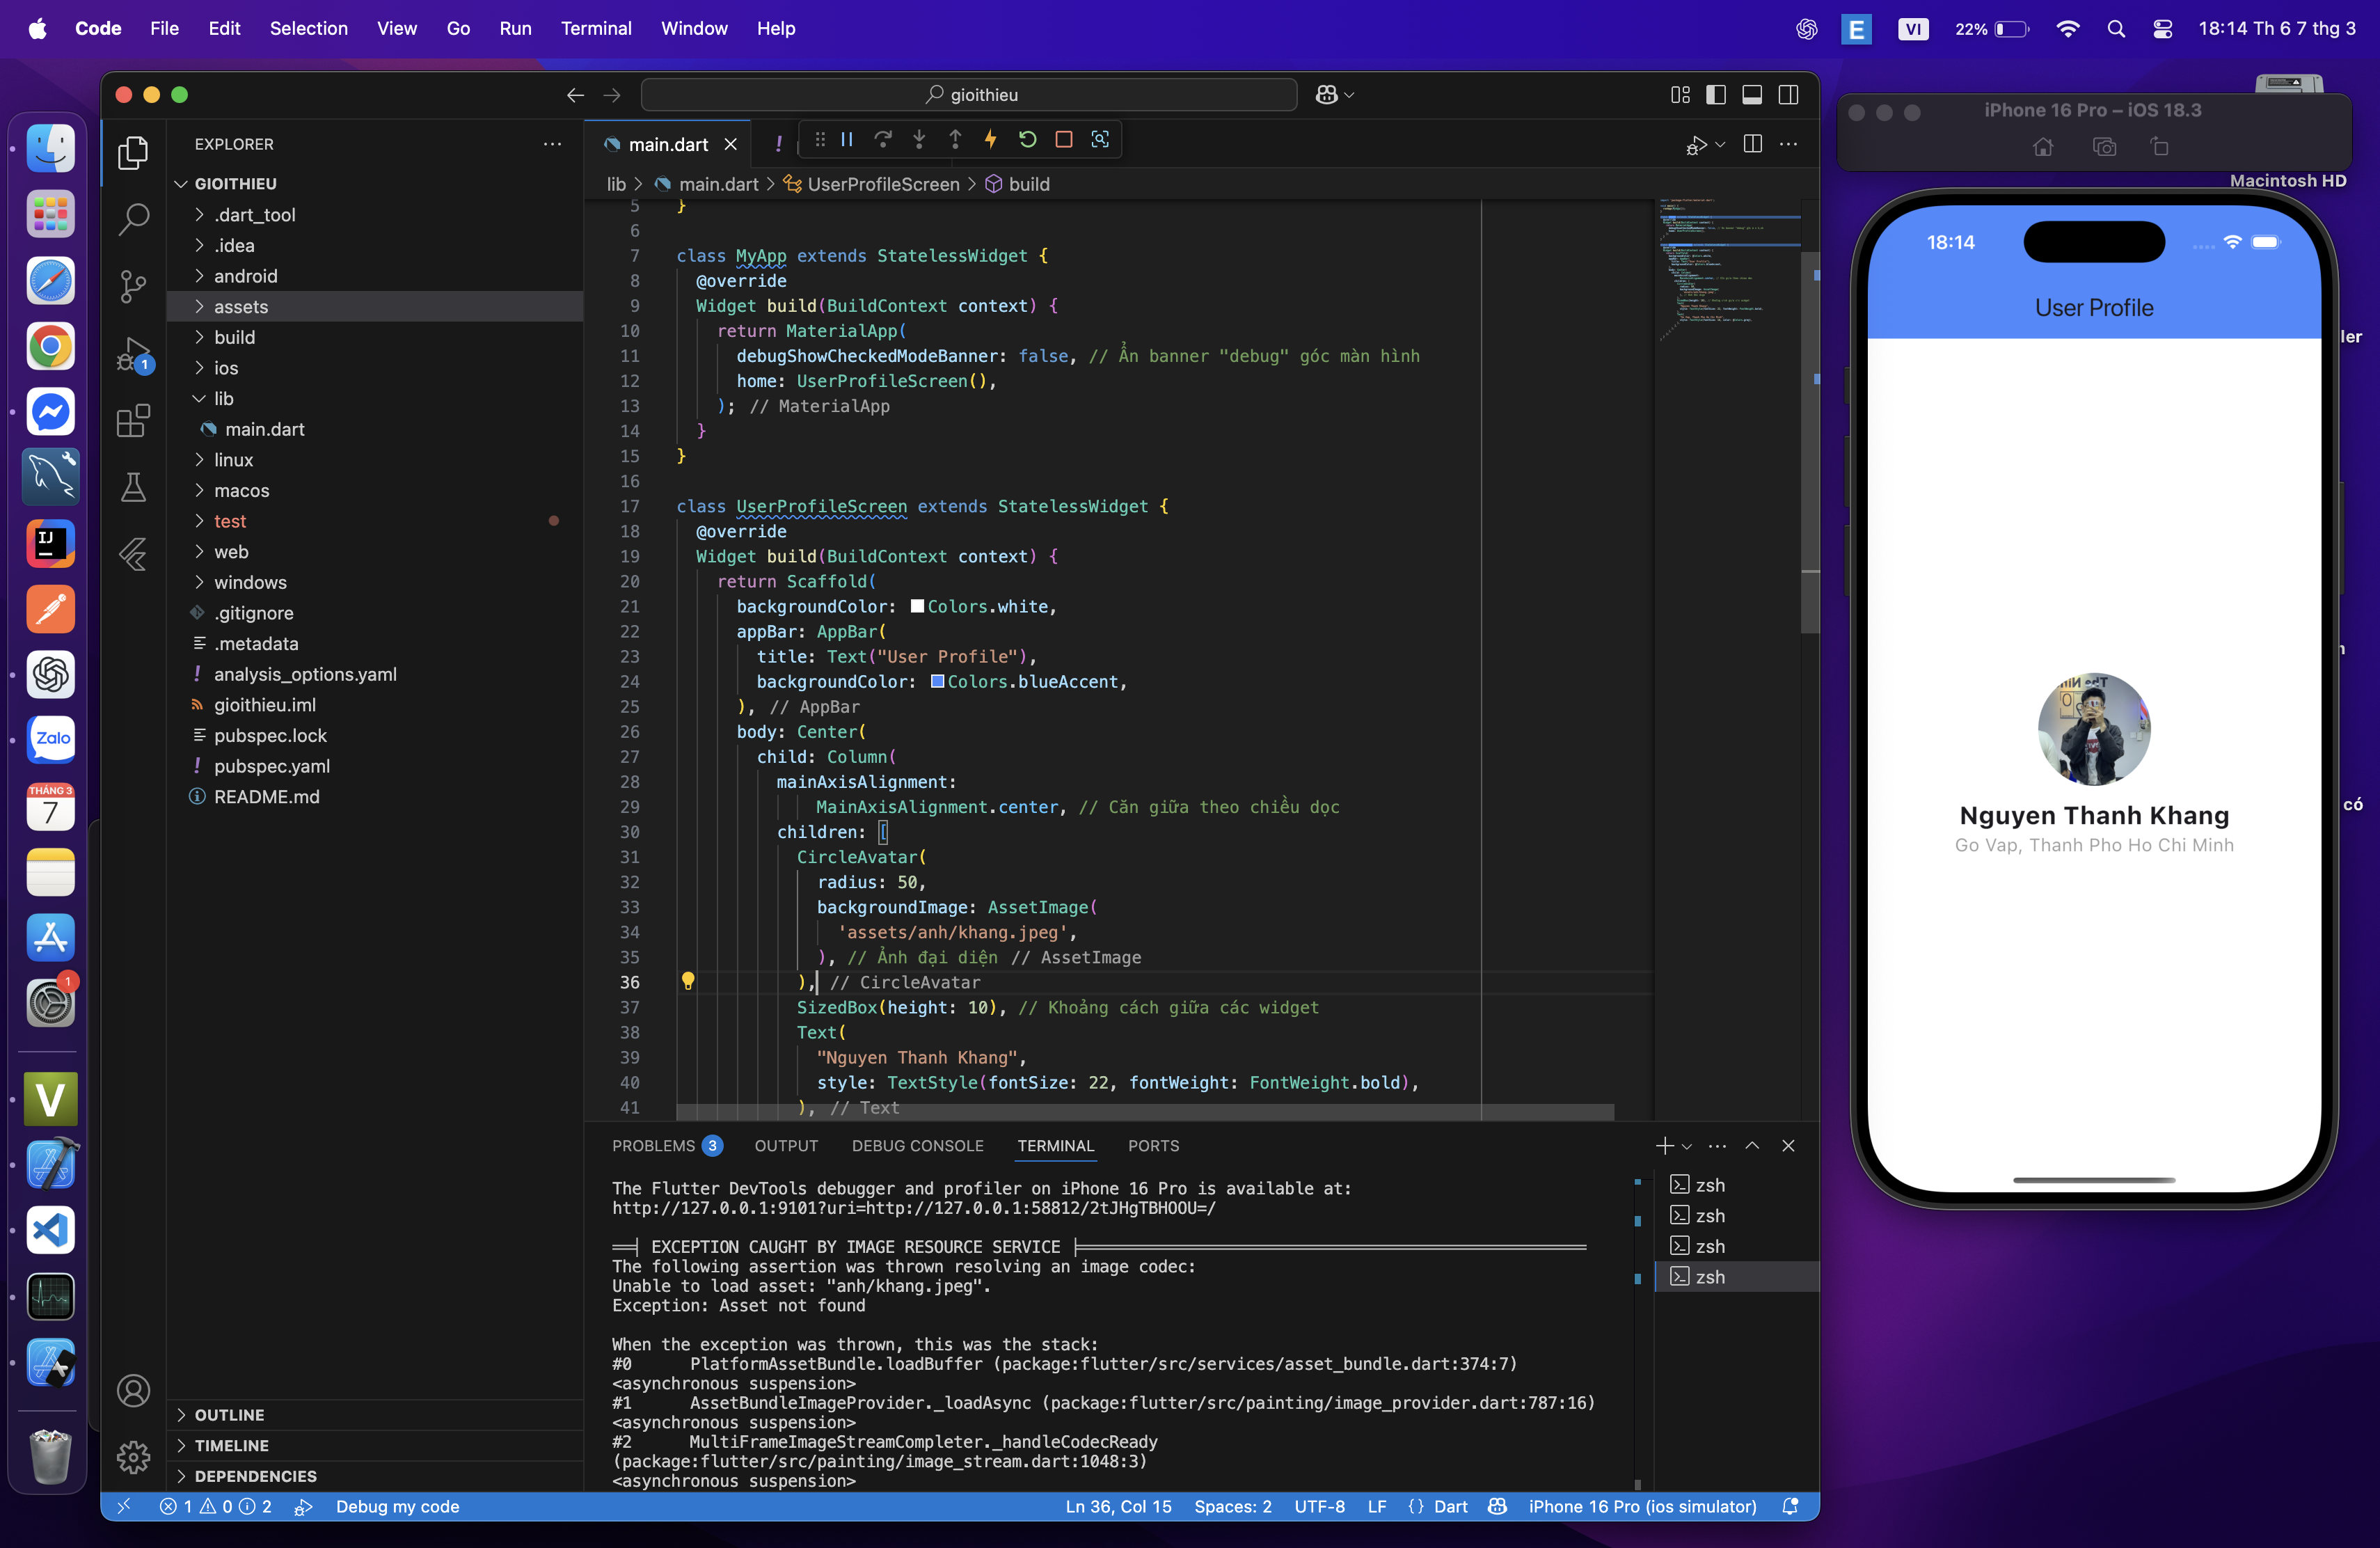 Code File Edit Selection View Go Run Terminal Window Help
E VI 22% 18:14 Th 6 7 thg 3
gioithieu
EXPLORER
GIOITHIEU
.dart_tool
.idea
android
assets
build
ios
lib
main.dart
linux
macos
test
web
windows
.gitignore
.metadata
analysis_options.yaml
gioithieu.iml
pubspec.lock
pubspec.yaml
README.md
OUTLINE
TIMELINE
DEPENDENCIES
1
main.dart
lib > main.dart > UserProfileScreen > build
5 }
6
7 class MyApp extends StatelessWidget {
8 @override
9 Widget build(BuildContext context) {
10 return MaterialApp(
11 debugShowCheckedModeBanner: false, // Ẩn banner "debug" góc màn hình
12 home: UserProfileScreen(),
13 ); // MaterialApp
14 }
15 }
16
17 class UserProfileScreen extends StatelessWidget {
18 @override
19 Widget build(BuildContext context) {
20 return Scaffold(
21 backgroundColor: Colors.white,
22 appBar: AppBar(
23 title: Text("User Profile"),
24 backgroundColor: Colors.blueAccent,
25 ), // AppBar
26 body: Center(
27 child: Column(
28 mainAxisAlignment:
29 MainAxisAlignment.center, // Căn giữa theo chiều dọc
30 children: [
31 CircleAvatar(
32 radius: 50,
33 backgroundImage: AssetImage(
34 'assets/anh/khang.jpeg',
35 ), // Ảnh đại diện // AssetImage
36 ), // CircleAvatar
37 SizedBox(height: 10), // Khoảng cách giữa các widget
38 Text(
39 "Nguyen Thanh Khang",
40 style: TextStyle(fontSize: 22, fontWeight: FontWeight.bold),
41 ), // Text
PROBLEMS 3 OUTPUT DEBUG CONSOLE TERMINAL PORTS
The Flutter DevTools debugger and profiler on iPhone 16 Pro is available at:
http://127.0.0.1:9101?uri=http://127.0.0.1:58812/2tJHgTBHOOU=/
EXCEPTION CAUGHT BY IMAGE RESOURCE SERVICE
The following assertion was thrown resolving an image codec:
Unable to load asset: "anh/khang.jpeg".
Exception: Asset not found
When the exception was thrown, this was the stack:
#0 PlatformAssetBundle.loadBuffer (package:flutter/src/services/asset_bundle.dart:374:7)
<asynchronous suspension>
#1 AssetBundleImageProvider._loadAsync (package:flutter/src/painting/image_provider.dart:787:16)
<asynchronous suspension>
#2 MultiFrameImageStreamCompleter._handleCodecReady
(package:flutter/src/painting/image_stream.dart:1048:3)
<asynchronous suspension>
zsh
zsh
zsh
zsh
1 0 2 Debug my code Ln 36, Col 15 Spaces: 2 UTF-8 LF {} Dart iPhone 16 Pro (ios simulator)
iPhone 16 Pro – iOS 18.3
Macintosh HD
ler
có
18:14
User Profile
Nguyen Thanh Khang
Go Vap, Thanh Pho Ho Chi Minh
IJ
Zalo
THÁNG 3
7
1
V